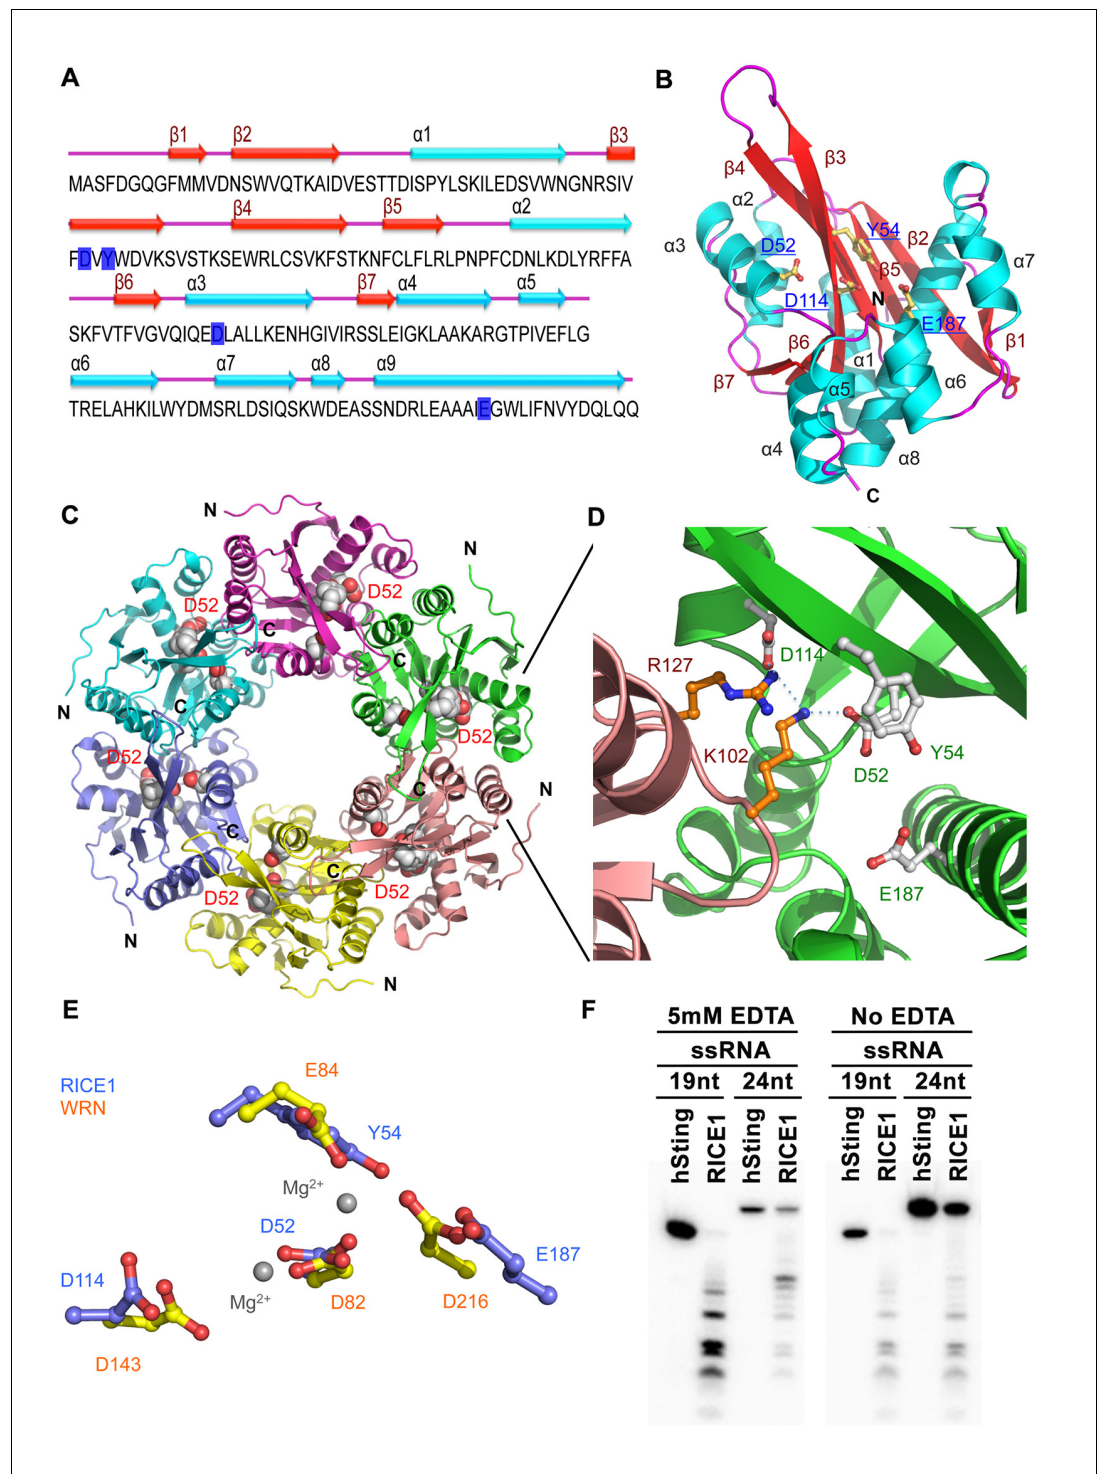 A
β1 β2 α1 β3
MASFDGQGFMMVDNSWVQTKAIDVESTTDISPYLSKILEDSVWNGNRSIV
β4 β5 α2
FDVYWDVKSVSTKSEWRLCSVKFSTKNFCLFLRLPNPFCDNLKDLYRFFA
β6 α3 β7 α4 α5
SKFVTFVGVQIQEDLALLKENHGIVIRSSLEIGKLAAKARGTPIVEFLG
α6 α7 α8 α9
TRELAHKILWYDMSRLDSIQSKWDEASSNDRLEAAAIEGWLIFNVYDQLQQ
B
β4
β3
α2
α3
D52
Y54
β2
α7
β5
D114
N
E187
β6
β1
α1
β7
α5
α6
α4
α8
C
C
N
N
D52
D52
C
C
N
C
D52
D52
C
N
C
C
D52
D52
N
N
D
D114
R127
K102
Y54
D52
E187
E
RICE1
WRN
E84
Y54
Mg2+
D52
E187
D114
Mg2+
D82
D216
D143
F
5mM EDTA No EDTA
ssRNA ssRNA
19nt 24nt 19nt 24nt
hSting RICE1 hSting RICE1 hSting RICE1 hSting RICE1